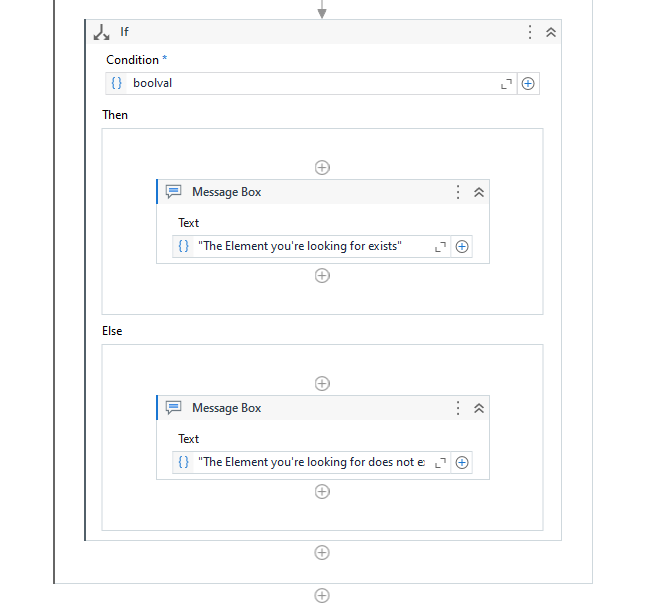 If
Condition *
boolval
Then
Message Box
Text
"The Element you're looking for exists"
Else
Message Box
Text
"The Element you're looking for does not